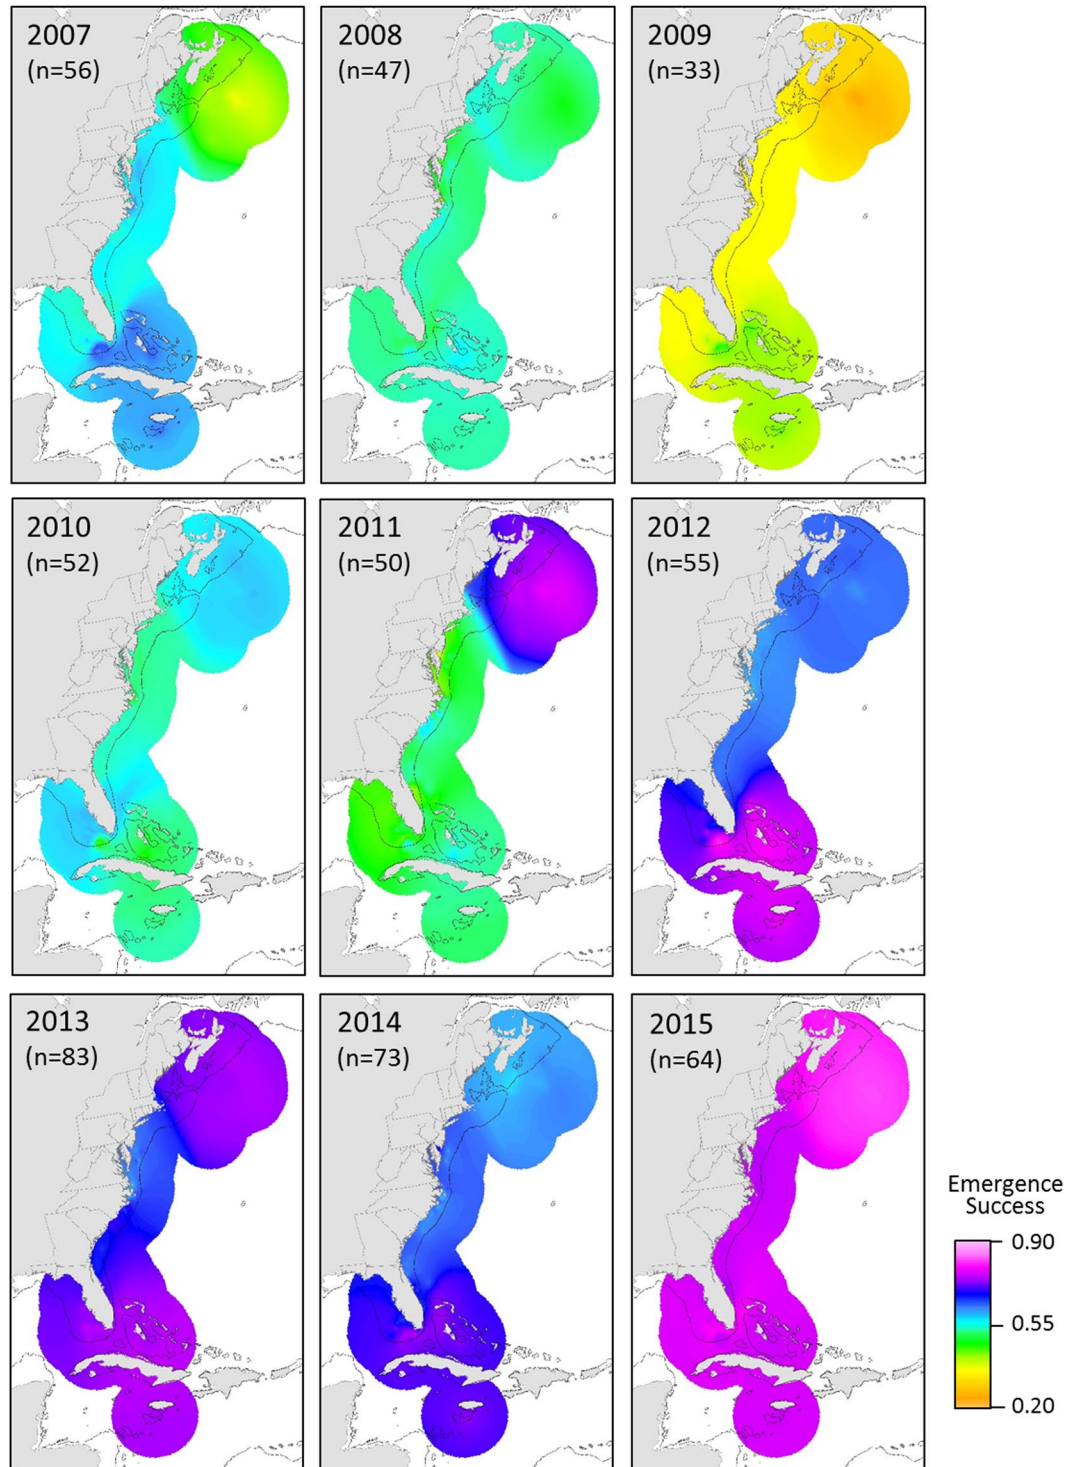 2007
(n=56)
2008
(n=47)
2009
(n=33)
2010
(n=52)
2011
(n=50)
2012
(n=55)
2013
(n=83)
2014
(n=73)
2015
(n=64)
Emergence
Success
0.90
0.55
0.20